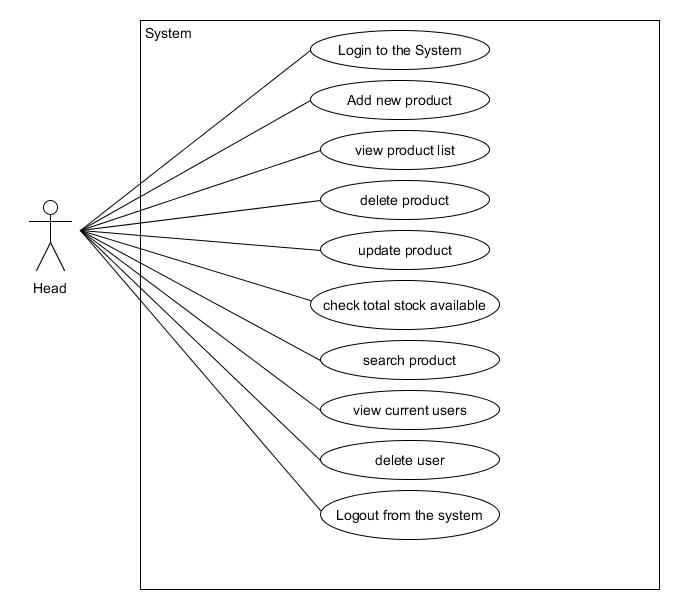 System
Login to the System
Add new product
view product list
delete product
update product
Head
check total stock available
search product
view current users
delete user
Logout from the system